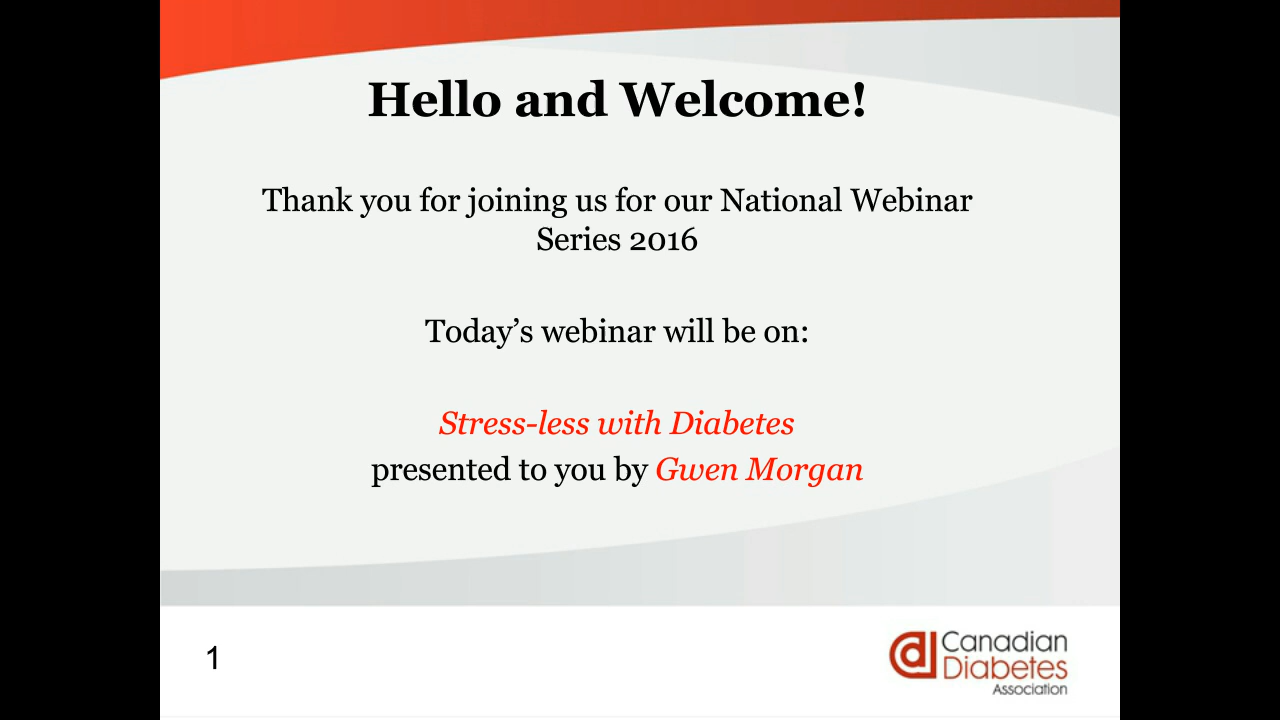 Hello and Welcome!
Thank you for joining us for our National Webinar
Series 2016
Today’s webinar will be on:
Stress-less with Diabetes
presented to you by Gwen Morgan
1
Canadian
Diabetes
Association